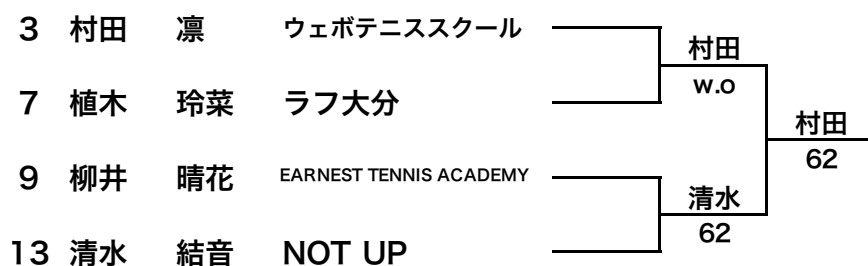 3 村田 凛 ウェボテニススクール
村田
7 植木 玲菜 ラフ大分
w.o
村田
62
9 柳井 晴花 EARNEST TENNIS ACADEMY
清水
62
13 清水 結音 NOT UP